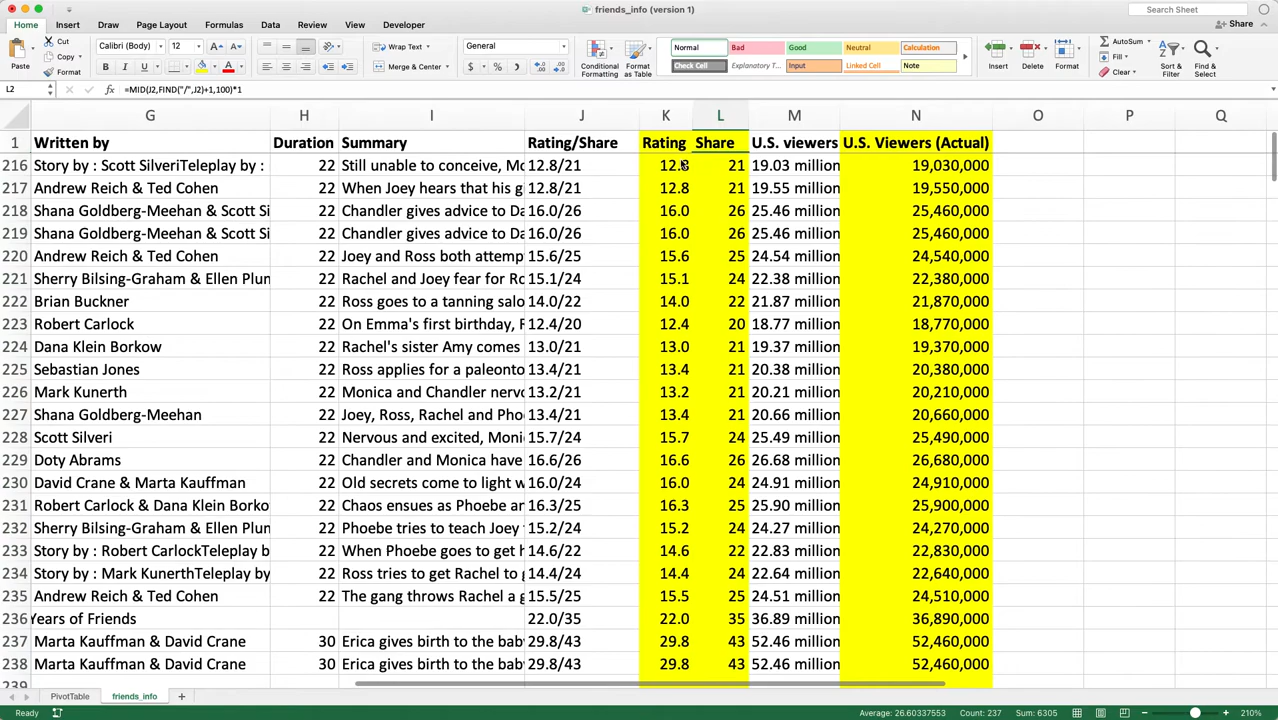 friends_info (version 1)
Search Sheet
Home Insert Draw Page Layout Formulas Data Review View Developer
Share
Paste
Cut
Copy
Format
Calibri (Body) 12
B I U
Wrap Text
Merge & Center
General
Conditional Formatting
Format as Table
Normal Bad Good Neutral Calculation
Check Cell Explanatory T... Input Linked Cell Note
Insert Delete Format
AutoSum
Fill
Clear
Sort & Filter
Find & Select
L2 fx =MID(J2,FIND("/",J2)+1,100)*1
G H I J K L M N O P Q
1 Written by Duration Summary Rating/Share Rating Share U.S. viewers U.S. Viewers (Actual)
216 Story by : Scott SilveriTeleplay by : 22 Still unable to conceive, Mo 12.8/21 12.8 21 19.03 million 19,030,000
217 Andrew Reich & Ted Cohen 22 When Joey hears that his g 12.8/21 12.8 21 19.55 million 19,550,000
218 Shana Goldberg-Meehan & Scott Si 22 Chandler gives advice to Da 16.0/26 16.0 26 25.46 million 25,460,000
219 Shana Goldberg-Meehan & Scott Si 22 Chandler gives advice to Da 16.0/26 16.0 26 25.46 million 25,460,000
220 Andrew Reich & Ted Cohen 22 Joey and Ross both attemp 15.6/25 15.6 25 24.54 million 24,540,000
221 Sherry Bilsing-Graham & Ellen Plum 22 Rachel and Joey fear for Ro 15.1/24 15.1 24 22.38 million 22,380,000
222 Brian Buckner 22 Ross goes to a tanning salo 14.0/22 14.0 22 21.87 million 21,870,000
223 Robert Carlock 22 On Emma's first birthday, F 12.4/20 12.4 20 18.77 million 18,770,000
224 Dana Klein Borkow 22 Rachel's sister Amy comes 13.0/21 13.0 21 19.37 million 19,370,000
225 Sebastian Jones 22 Ross applies for a paleonto 13.4/21 13.4 21 20.38 million 20,380,000
226 Mark Kunerth 22 Monica and Chandler nervo 13.2/21 13.2 21 20.21 million 20,210,000
227 Shana Goldberg-Meehan 22 Joey, Ross, Rachel and Pho 13.4/21 13.4 21 20.66 million 20,660,000
228 Scott Silveri 22 Nervous and excited, Moni 15.7/24 15.7 24 25.49 million 25,490,000
229 Doty Abrams 22 Chandler and Monica have 16.6/26 16.6 26 26.68 million 26,680,000
230 David Crane & Marta Kauffman 22 Old secrets come to light w 16.0/24 16.0 24 24.91 million 24,910,000
231 Robert Carlock & Dana Klein Borko 22 Chaos ensues as Phoebe an 16.3/25 16.3 25 25.90 million 25,900,000
232 Sherry Bilsing-Graham & Ellen Plum 22 Phoebe tries to teach Joey 15.2/24 15.2 24 24.27 million 24,270,000
233 Story by : Robert CarlockTeleplay b 22 When Phoebe goes to get h 14.6/22 14.6 22 22.83 million 22,830,000
234 Story by : Mark KunerthTeleplay by 22 Ross tries to get Rachel to g 14.4/24 14.4 24 22.64 million 22,640,000
235 Andrew Reich & Ted Cohen 22 The gang throws Rachel a g 15.5/25 15.5 25 24.51 million 24,510,000
236 Years of Friends 22.0/35 22.0 35 36.89 million 36,890,000
237 Marta Kauffman & David Crane 30 Erica gives birth to the bab 29.8/43 29.8 43 52.46 million 52,460,000
238 Marta Kauffman & David Crane 30 Erica gives birth to the bab 29.8/43 29.8 43 52.46 million 52,460,000
239
PivotTable friends_info
Ready Average: 26.60337553 Count: 237 Sum: 6305 210%